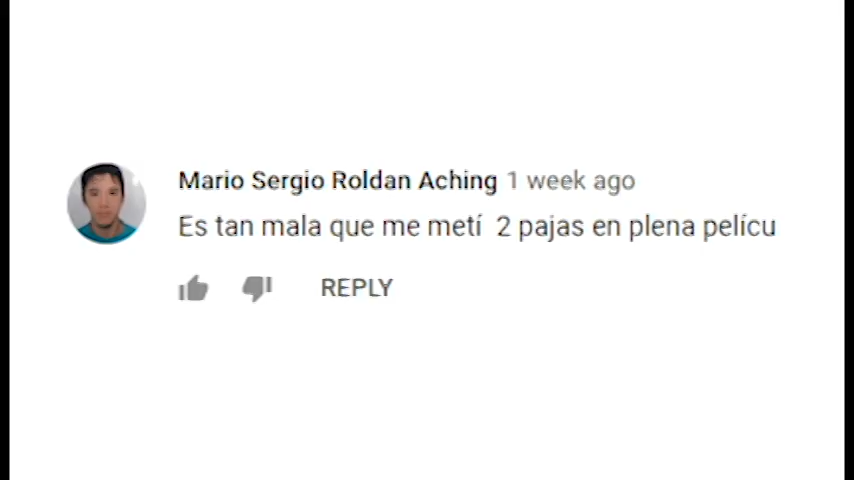 Mario Sergio Roldan Aching 1 week ago
Es tan mala que me metí 2 pajas en plena pelícu
REPLY